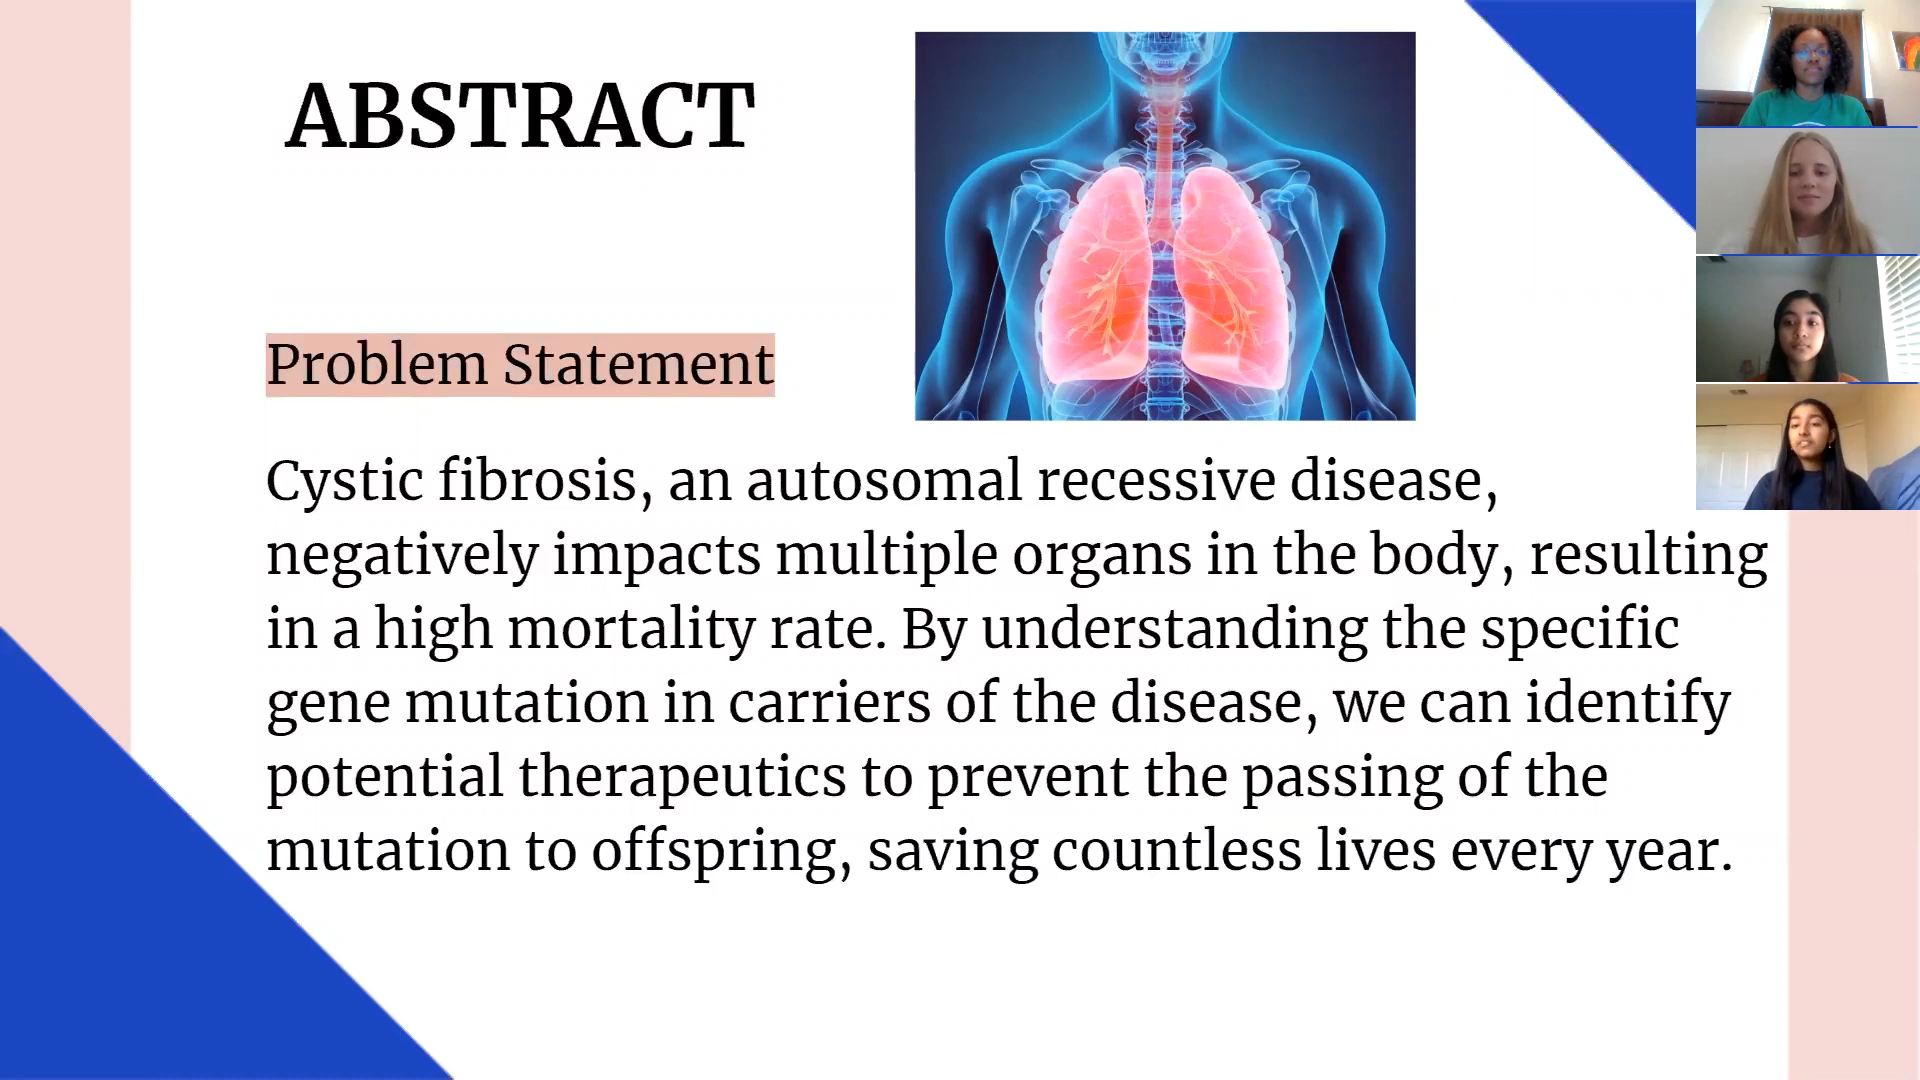 ABSTRACT
Problem Statement
Cystic fibrosis, an autosomal recessive disease,
negatively impacts multiple organs in the body, resulting
in a high mortality rate. By understanding the specific
gene mutation in carriers of the disease, we can identify
potential therapeutics to prevent the passing of the
mutation to offspring, saving countless lives every year.